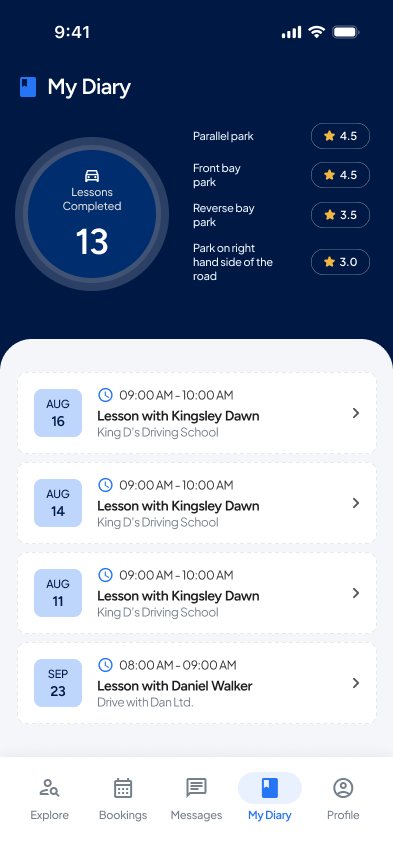 9:41
My Diary
Lessons
Completed
13
Parallel park
4.5
Front bay
park
4.5
Reverse bay
park
3.5
Park on right
hand side of the
road
3.0
AUG
16
09:00 AM - 10:00 AM
Lesson with Kingsley Dawn
King D's Driving School
AUG
14
09:00 AM - 10:00 AM
Lesson with Kingsley Dawn
King D's Driving School
AUG
11
09:00 AM - 10:00 AM
Lesson with Kingsley Dawn
King D's Driving School
SEP
23
08:00 AM - 09:00 AM
Lesson with Daniel Walker
Drive with Dan Ltd.
Explore
Bookings
Messages
My Diary
Profile